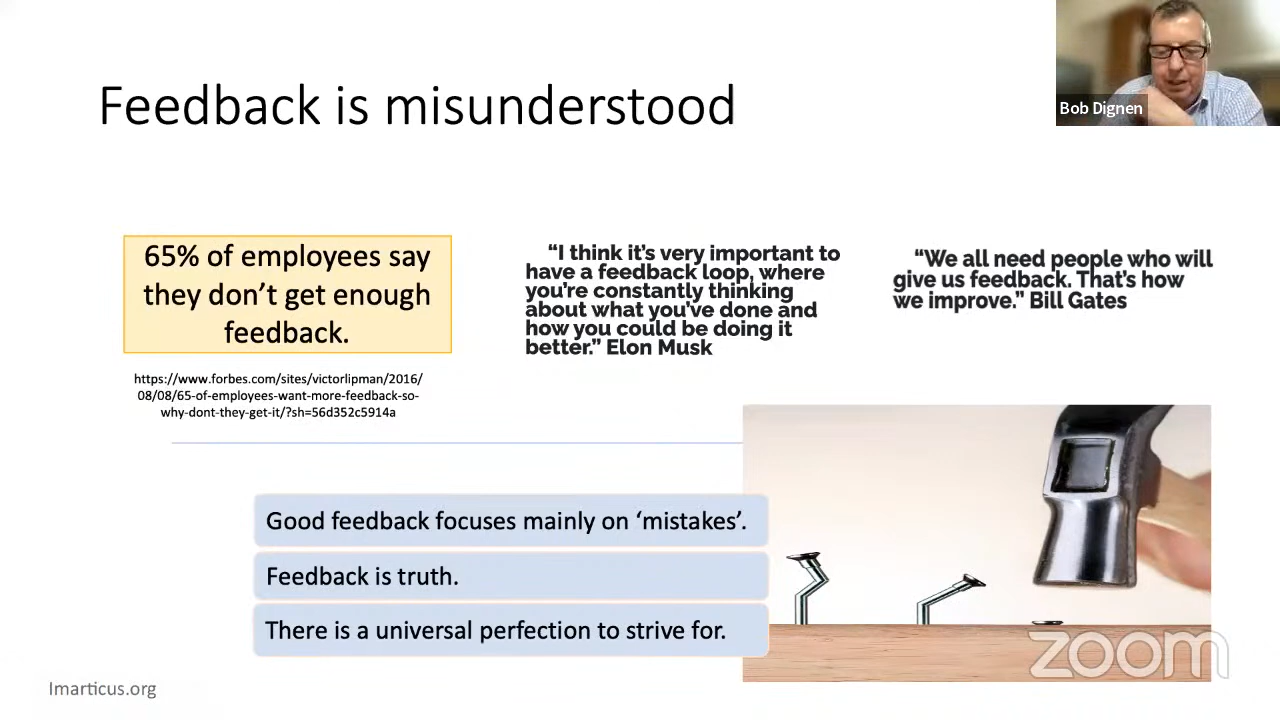 Bob Dignen
Feedback is misunderstood
65% of employees say
they don’t get enough
feedback.
https://www.forbes.com/sites/victorlipman/2016/
08/08/65-of-employees-want-more-feedback-so-
why-dont-they-get-it/?sh=56d352c5914a
“I think it’s very important to
have a feedback loop, where
you’re constantly thinking
about what you’ve done and
how you could be doing it
better.” Elon Musk
“We all need people who will
give us feedback. That’s how
we improve.” Bill Gates
Good feedback focuses mainly on ‘mistakes’.
Feedback is truth.
There is a universal perfection to strive for.
zoom
Imarticus.org